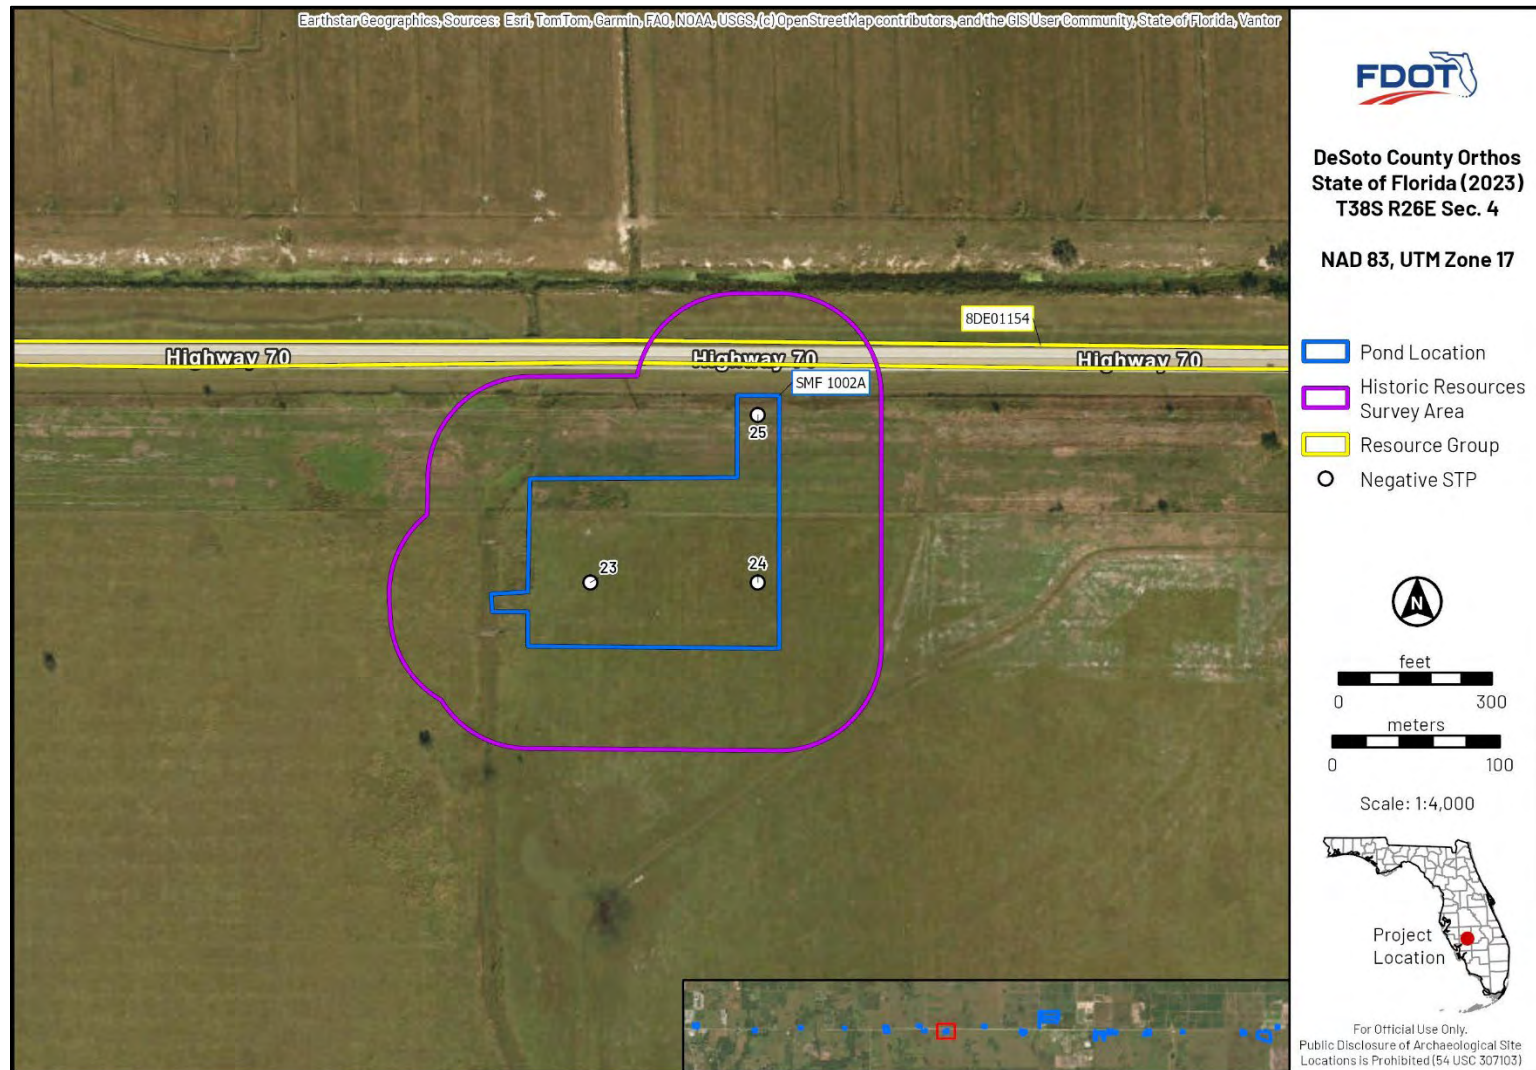 Earthstar Geographics, Sources: Esri, TomTom, Garmin, FAO, NOAA, USGS, (c) OpenStreetMap contributors, and the GIS User Community, State of Florida, Vantor
8DE01154
Highway 70
Highway 70
Highway 70
SMF 1002A
25
23
24
FDOT
DeSoto County Orthos
State of Florida (2023)
T38S R26E Sec. 4
NAD 83, UTM Zone 17
Pond Location
Historic Resources
Survey Area
Resource Group
Negative STP
N
feet
0 300
meters
0 100
Scale: 1:4,000
Project
Location
For Official Use Only.
Public Disclosure of Archaeological Site
Locations is Prohibited (54 USC 307103)